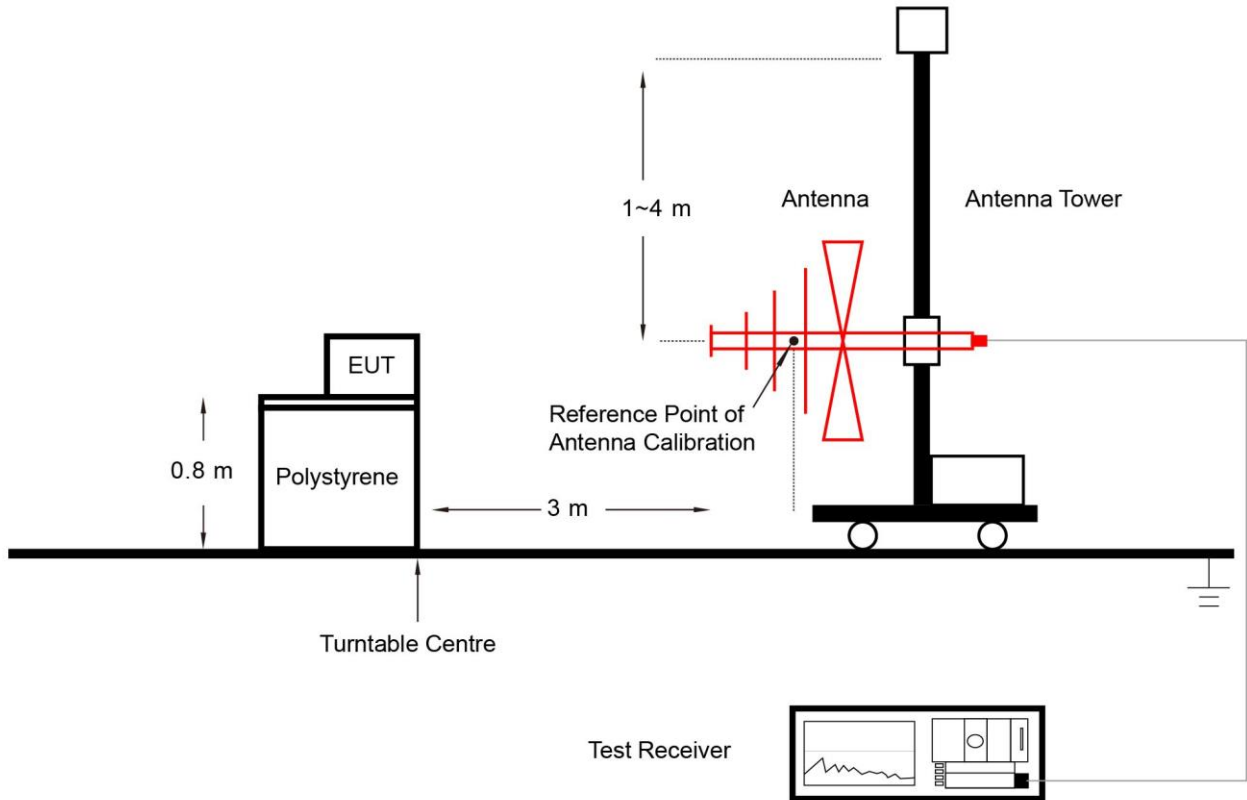 1~4 m
Antenna
Antenna Tower
EUT
Reference Point of
Antenna Calibration
0.8 m
Polystyrene
3 m
Turntable Centre
Test Receiver